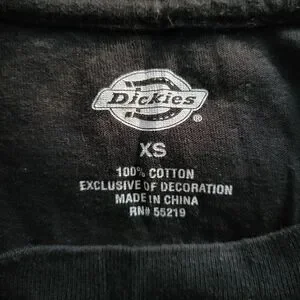 Dickies
®
XS
100% COTTON
EXCLUSIVE OF DECORATION
MADE IN CHINA
RN# 55219